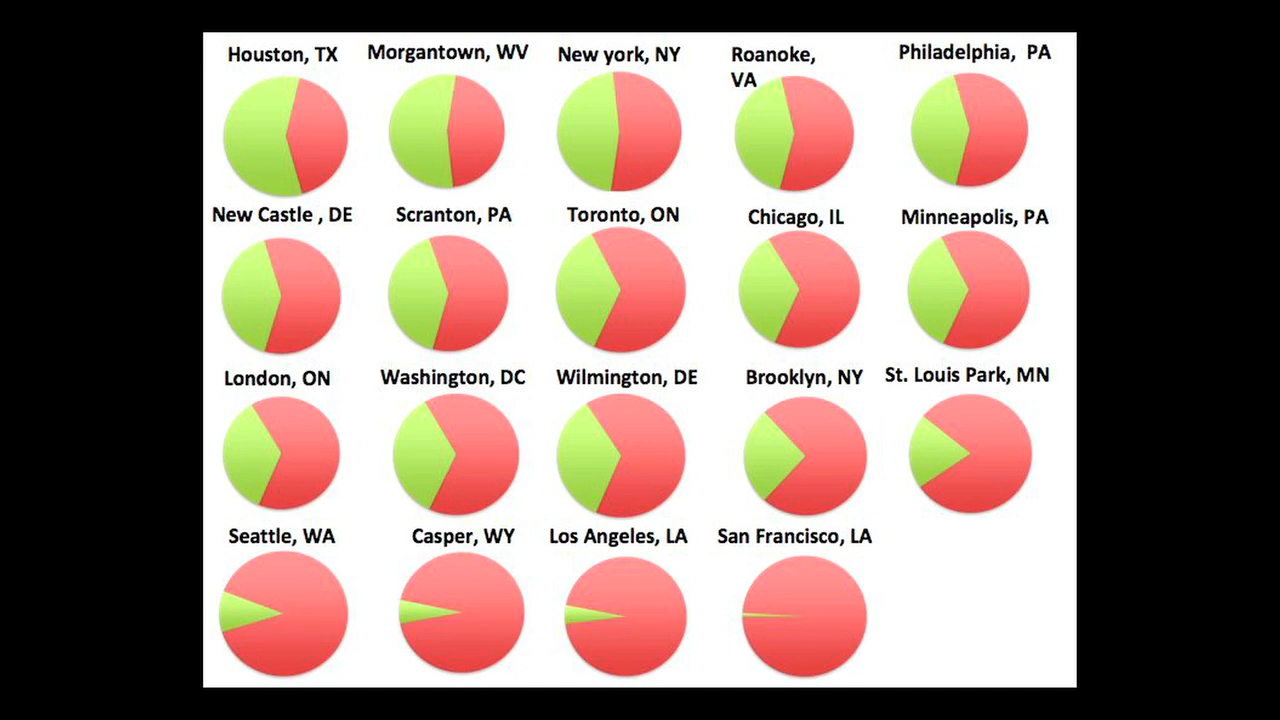 Houston, TX
Morgantown, WV
New york, NY
Roanoke,
VA
Philadelphia,  PA
New Castle , DE
Scranton, PA
Toronto, ON
Chicago, IL
Minneapolis, PA
London, ON
Washington, DC
Wilmington, DE
Brooklyn, NY
St. Louis Park, MN
Seattle, WA
Casper, WY
Los Angeles, LA
San Francisco, LA